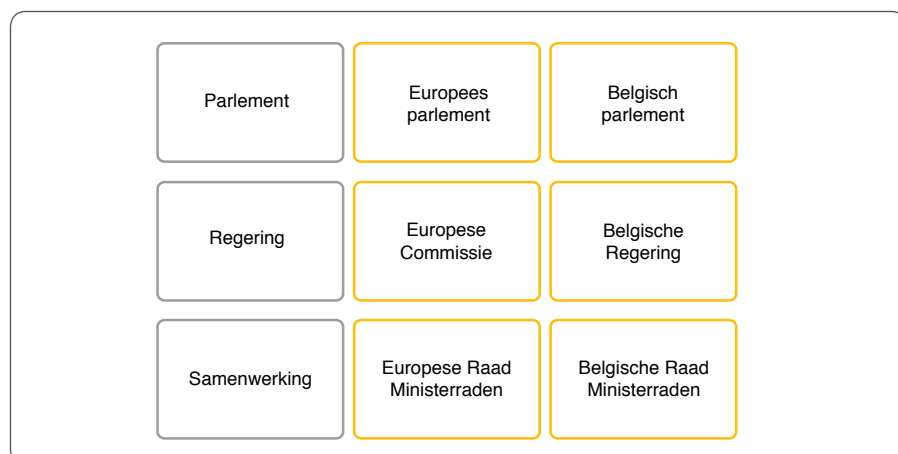 Parlement
Europees
parlement
Belgisch
parlement
Regering
Europese
Commissie
Belgische
Regering
Samenwerking
Europese Raad
Ministerraden
Belgische Raad
Ministerraden